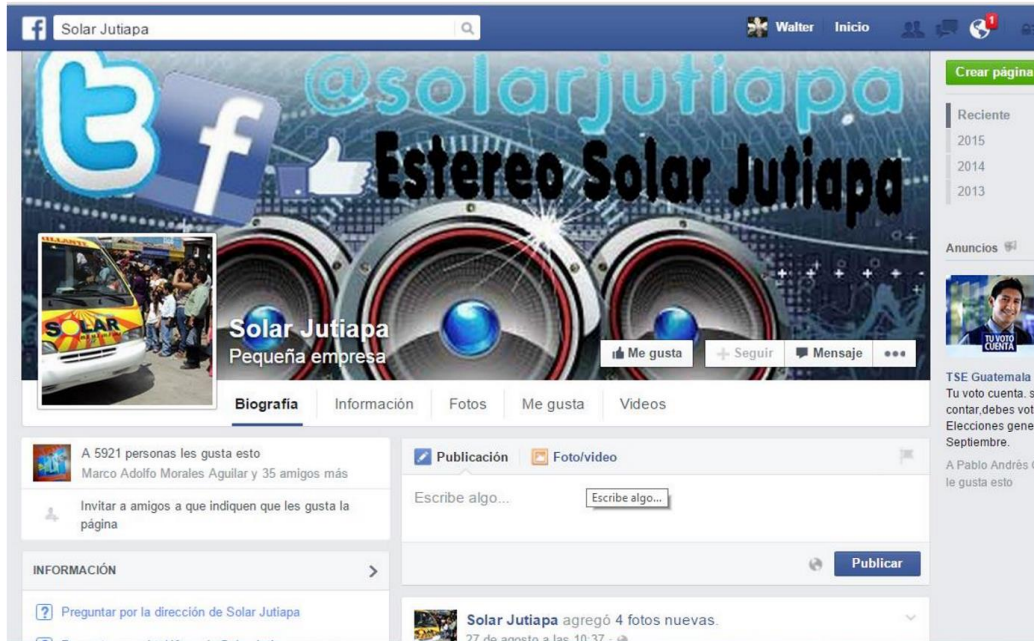 Solar Jutiapa
Walter Inicio
1
@solarjutiapa
Estereo Solar Jutiapa
SOLAR
Solar Jutiapa
Pequeña empresa
Me gusta
Seguir
Mensaje
Biografía Información Fotos Me gusta Videos
A 5921 personas les gusta esto
Marco Adolfo Morales Aguilar y 35 amigos más
Invitar a amigos a que indiquen que les gusta la
página
INFORMACIÓN
Preguntar por la dirección de Solar Jutiapa
Publicación Foto/video
Escribe algo...
Escribe algo...
Publicar
Solar Jutiapa agregó 4 fotos nuevas.
27 de agosto a las 10:37
Crear página
Reciente
2015
2014
2013
Anuncios
TU VOTO
CUENTA
TSE Guatemala
Tu voto cuenta. s
contar,debes vot
Elecciones gene
Septiembre.
A Pablo Andrés
le gusta esto